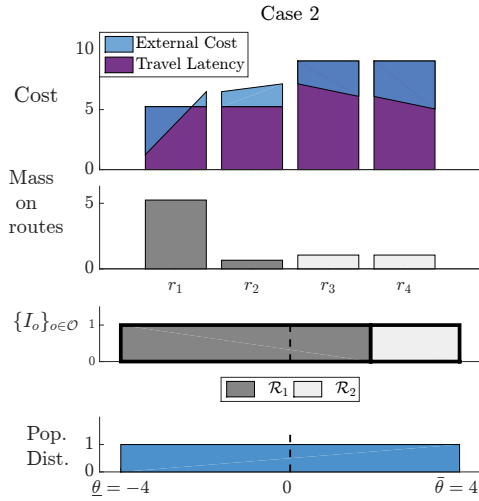 Case 2
External Cost
Travel Latency
10
5
0
Cost
Mass
on
routes
5
0
r₁ r₂ r₃ r₄
{I_o}_{o∈𝒪}
1
0
ℛ₁ ℛ₂
Pop.
Dist.
1
0
θ̲ = −4 0 θ̄ = 4